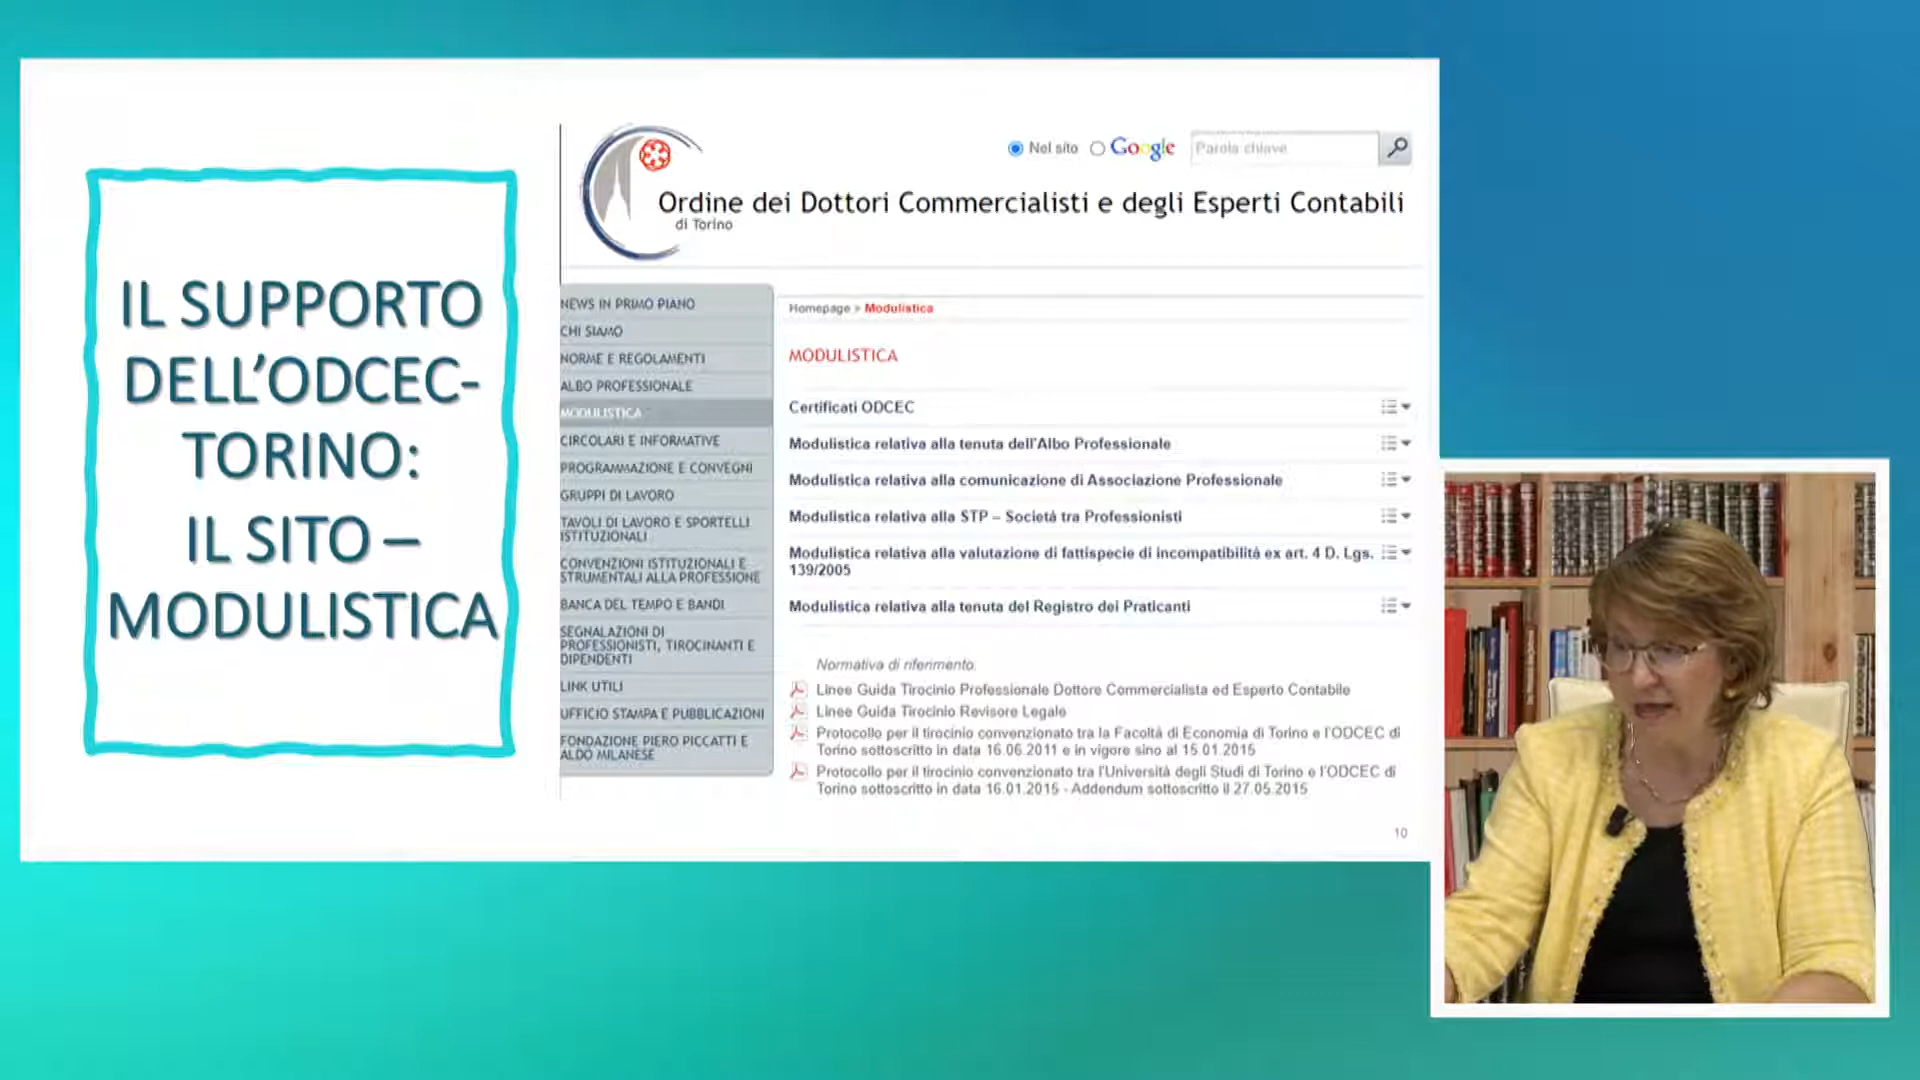 IL SUPPORTO
DELL'ODCEC-
TORINO:
IL SITO –
MODULISTICA
Nel sito
Google
Parola chiave
Ordine dei Dottori Commercialisti e degli Esperti Contabili
di Torino
NEWS IN PRIMO PIANO
CHI SIAMO
NORME E REGOLAMENTI
ALBO PROFESSIONALE
MODULISTICA
CIRCOLARI E INFORMATIVE
PROGRAMMAZIONE E CONVEGNI
GRUPPI DI LAVORO
TAVOLI DI LAVORO E SPORTELLI
ISTITUZIONALI
CONVENZIONI ISTITUZIONALI E
STRUMENTALI ALLA PROFESSIONE
BANCA DEL TEMPO E BANDI
SEGNALAZIONI DI
PROFESSIONISTI, TIROCINANTI E
DIPENDENTI
LINK UTILI
UFFICIO STAMPA E PUBBLICAZIONI
FONDAZIONE PIERO PICCATTI E
ALDO MILANESE
Homepage > Modulistica
MODULISTICA
Certificati ODCEC
Modulistica relativa alla tenuta dell'Albo Professionale
Modulistica relativa alla comunicazione di Associazione Professionale
Modulistica relativa alla STP – Società tra Professionisti
Modulistica relativa alla valutazione di fattispecie di incompatibilità ex art. 4 D. Lgs.
139/2005
Modulistica relativa alla tenuta del Registro dei Praticanti
Normativa di riferimento:
Linee Guida Tirocinio Professionale Dottore Commercialista ed Esperto Contabile
Linee Guida Tirocinio Revisore Legale
Protocollo per il tirocinio convenzionato tra la Facoltà di Economia di Torino e l'ODCEC di
Torino sottoscritto in data 16.06.2011 e in vigore sino al 15.01.2015
Protocollo per il tirocinio convenzionato tra l'Università degli Studi di Torino e l'ODCEC di
Torino sottoscritto in data 16.01.2015 - Addendum sottoscritto il 27.05.2015
10